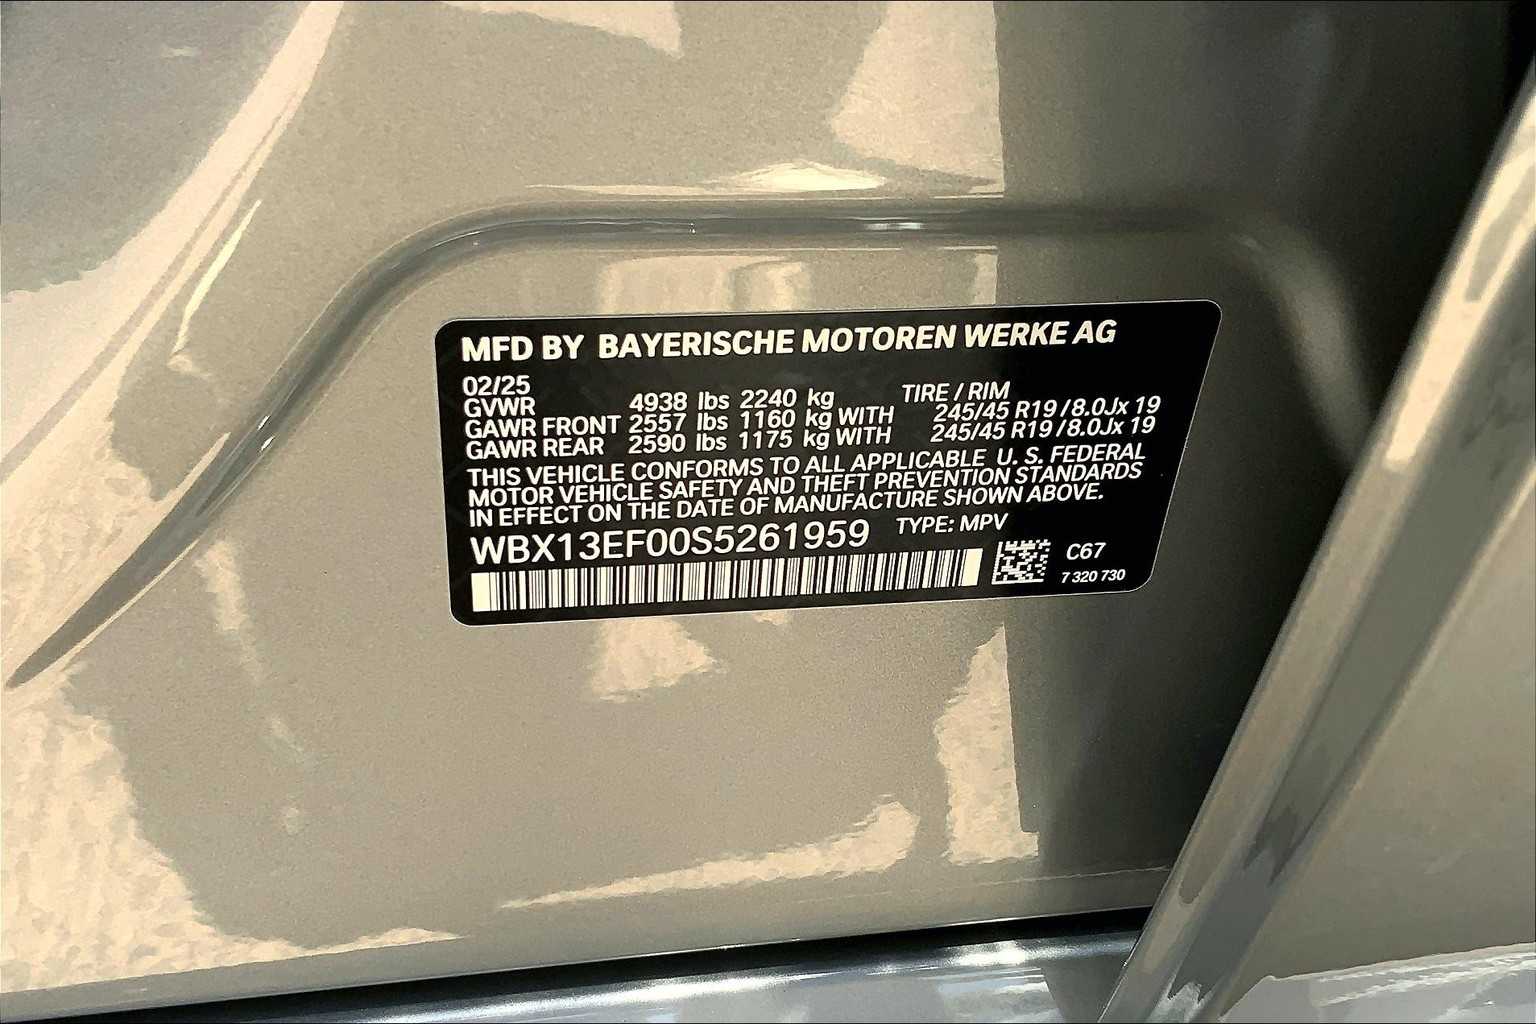 MFD BY BAYERISCHE MOTOREN WERKE AG
02/25
GVWR 4938 lbs 2240 kg TIRE / RIM
GAWR FRONT 2557 lbs 1160 kg WITH 245/45 R19 / 8.0Jx 19
GAWR REAR 2590 lbs 1175 kg WITH 245/45 R19 / 8.0Jx 19
THIS VEHICLE CONFORMS TO ALL APPLICABLE U. S. FEDERAL
MOTOR VEHICLE SAFETY AND THEFT PREVENTION STANDARDS
IN EFFECT ON THE DATE OF MANUFACTURE SHOWN ABOVE.
WBX13EF00S5261959 TYPE: MPV
C67
7 320 730